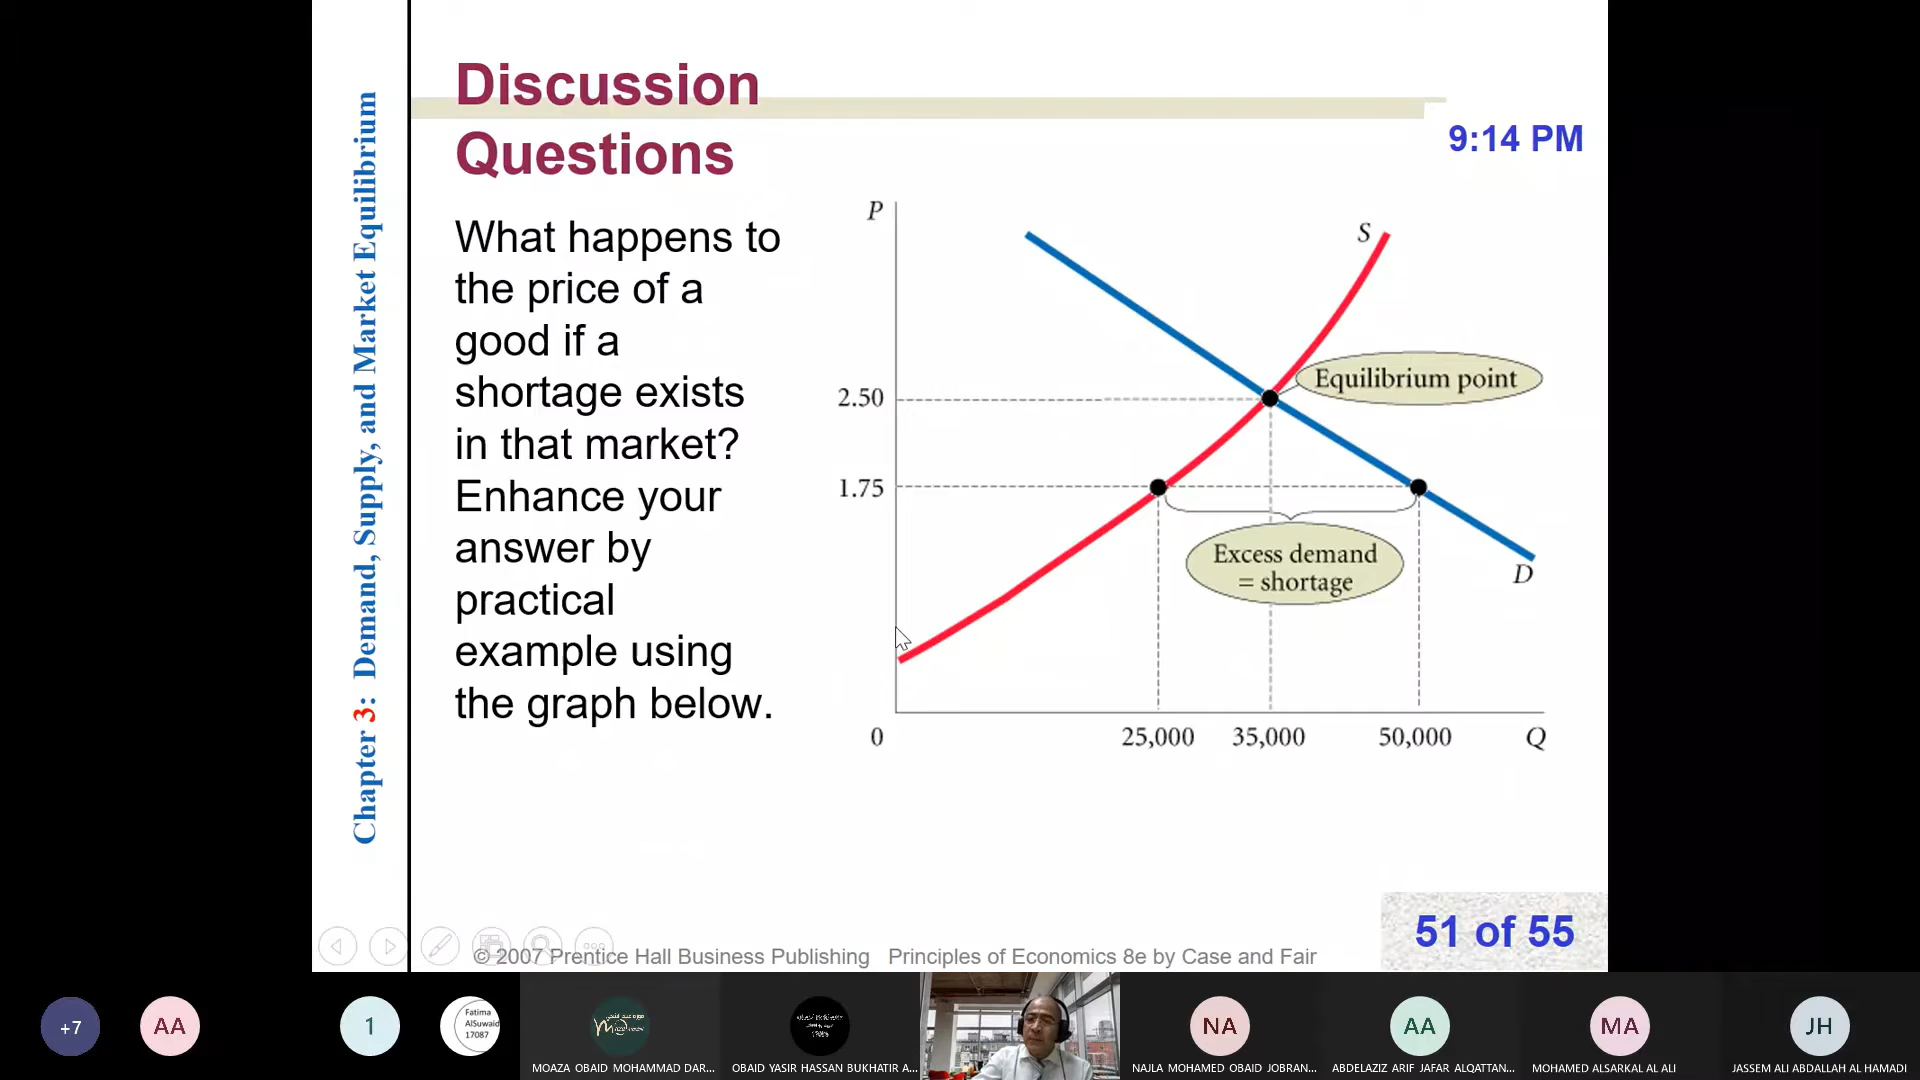 Discussion
Questions
9:14 PM
Chapter 3: Demand, Supply, and Market Equilibrium
What happens to
the price of a
good if a
shortage exists
in that market?
Enhance your
answer by
practical
example using
the graph below.
P
S
Equilibrium point
2.50
1.75
Excess demand
= shortage
D
0
25,000
35,000
50,000
Q
51 of 55
© 2007 Prentice Hall Business Publishing Principles of Economics 8e by Case and Fair
+7
AA
1
Fatima
AlSuwaid
17087
MOAZA OBAID MOHAMMAD DAR...
OBAID YASIR HASSAN BUKHATIR A...
NA
NAJLA MOHAMED OBAID JOBRAN...
AA
ABDELAZIZ ARIF JAFAR ALQATTAN...
MA
MOHAMED ALSARKAL AL ALI
JH
JASSEM ALI ABDALLAH AL HAMADI